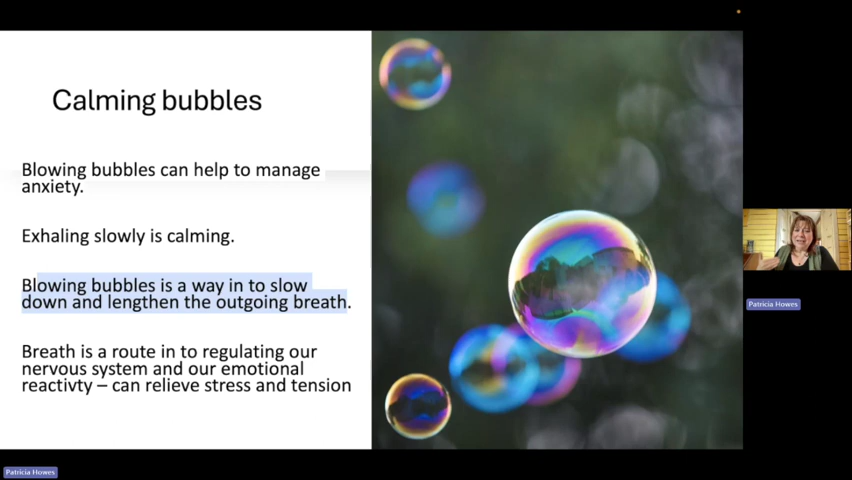 Calming bubbles
Blowing bubbles can help to manage
anxiety.
Exhaling slowly is calming.
Blowing bubbles is a way in to slow
down and lengthen the outgoing breath.
Breath is a route in to regulating our
nervous system and our emotional
reactivty – can relieve stress and tension
Patricia Howes
Patricia Howes